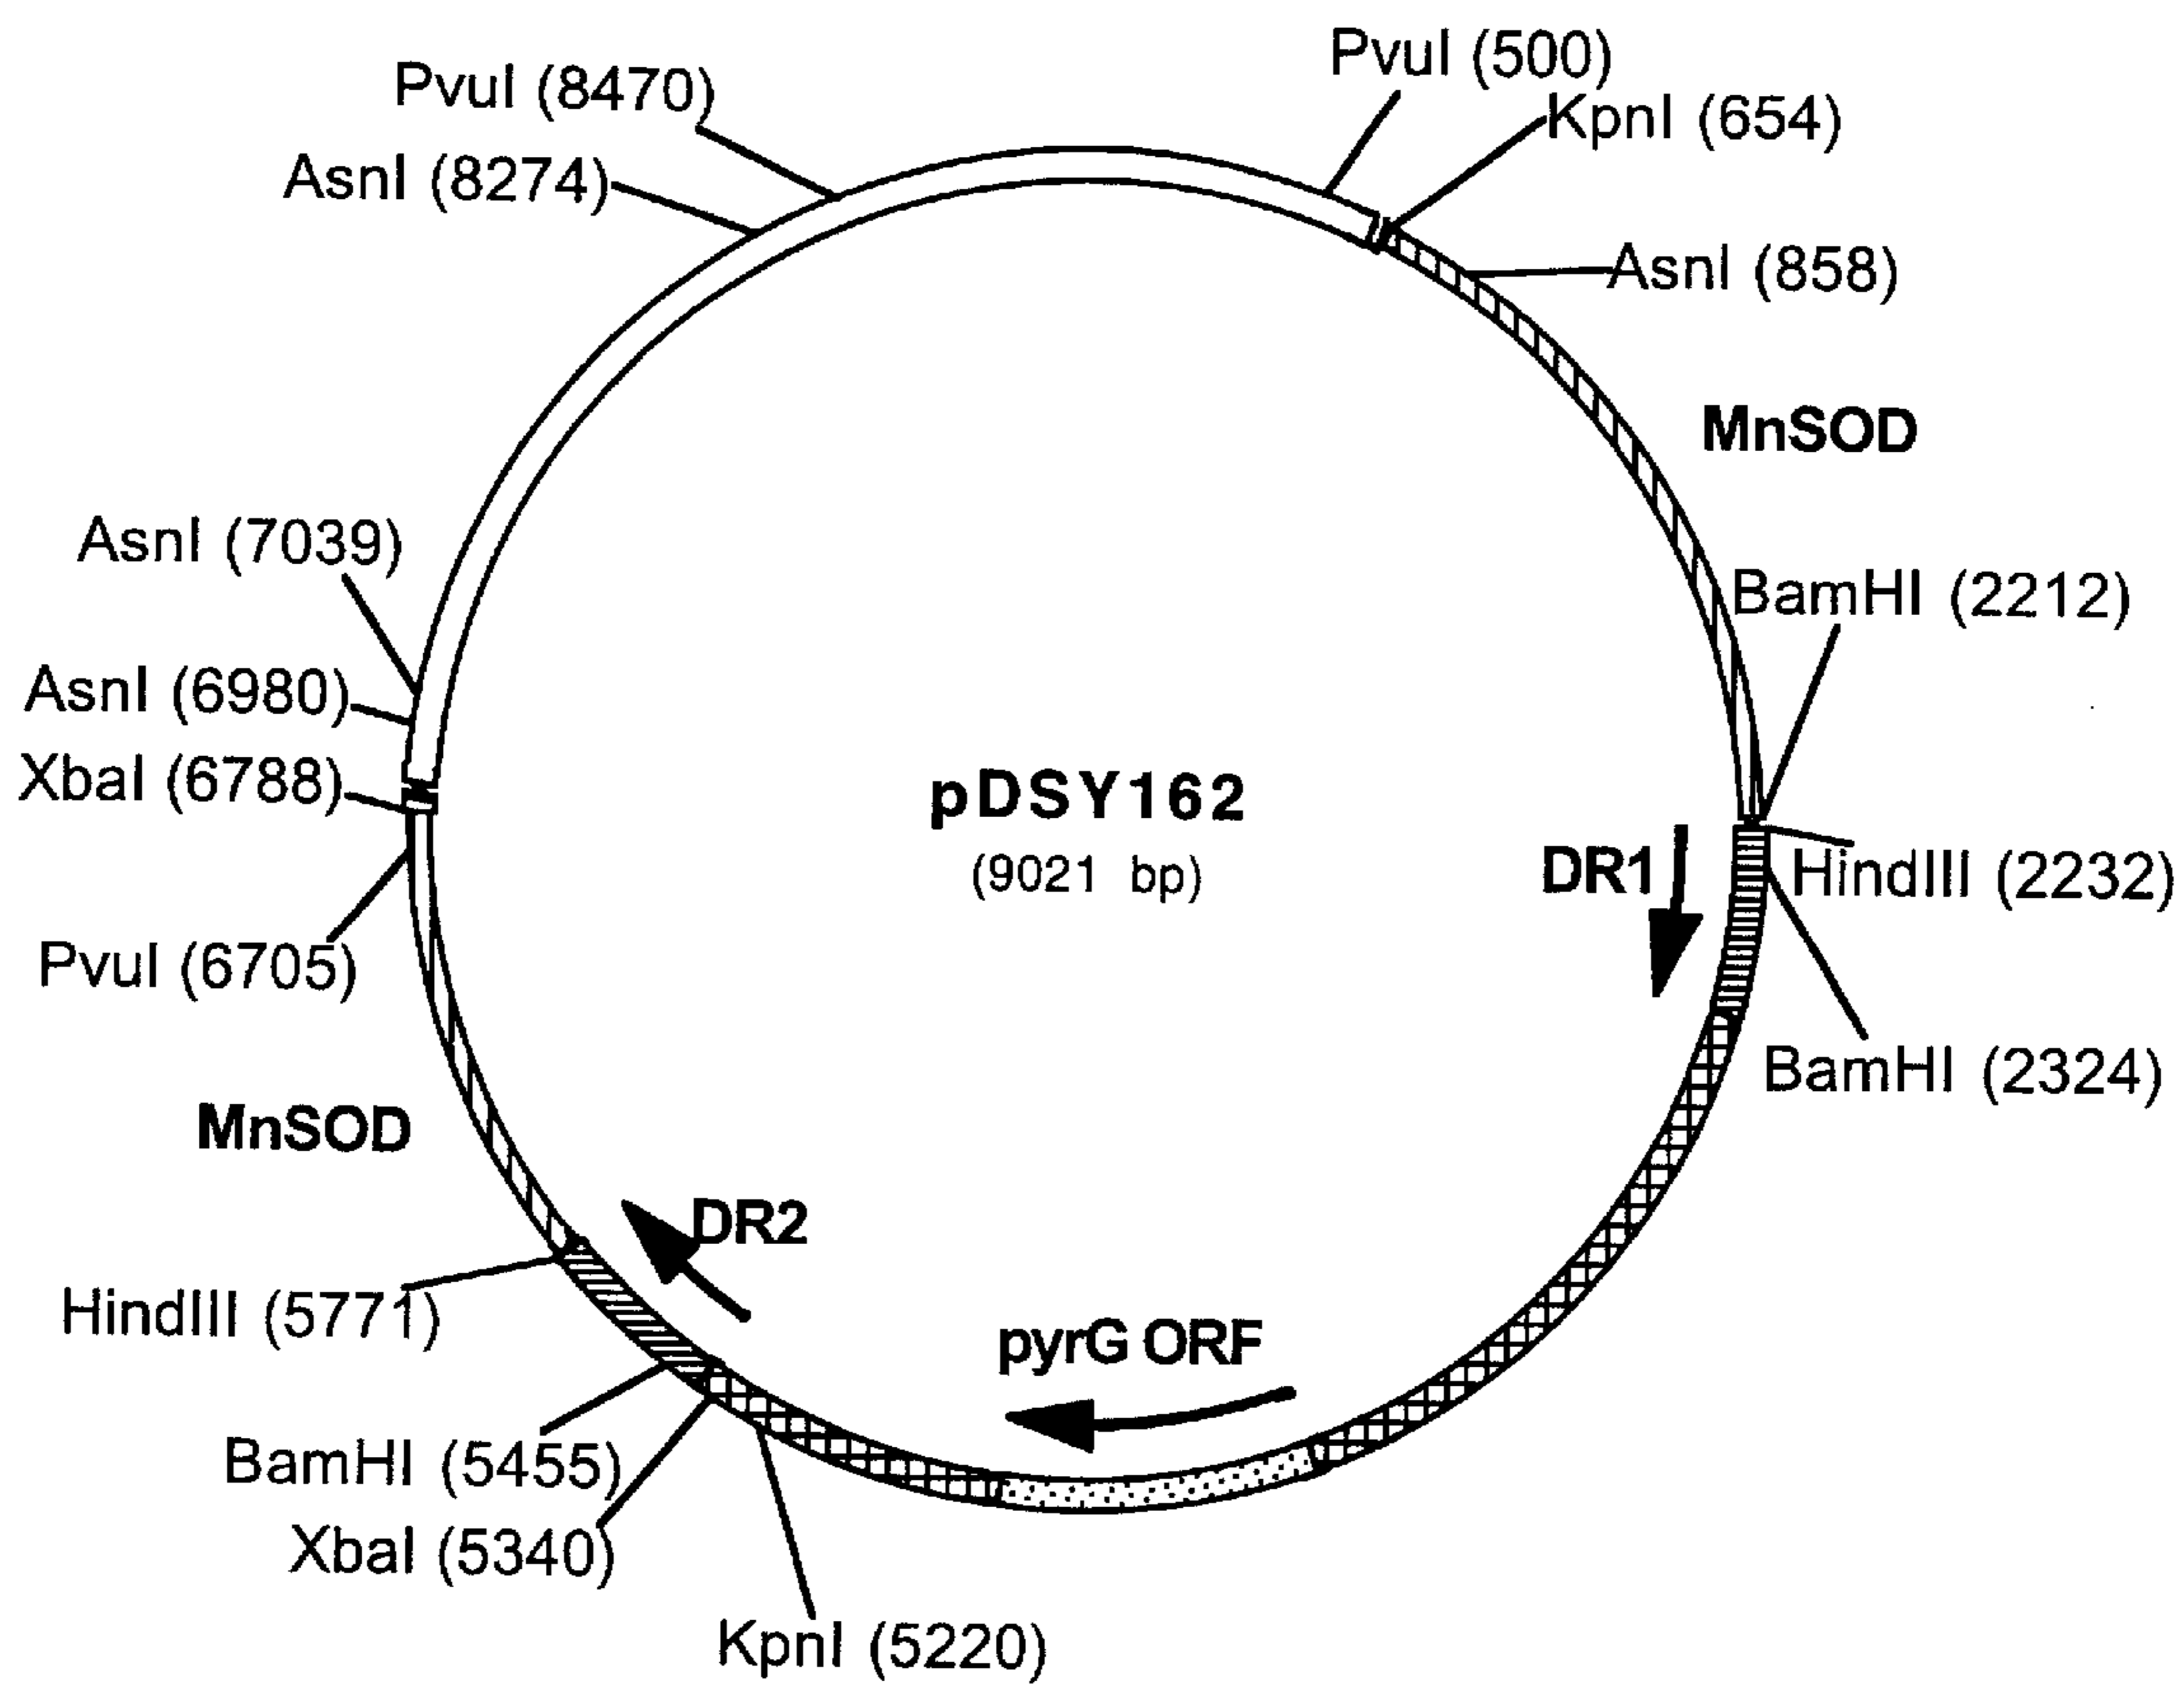 PvuI (500)
PvuI (8470)
KpnI (654)
AsnI (8274)
AsnI (858)
MnSOD
AsnI (7039)
BamHI (2212)
AsnI (6980)
XbaI (6788)
pDSY162
(9021 bp)
DR1
HindIII (2232)
PvuI (6705)
BamHI (2324)
MnSOD
DR2
HindIII (5771)
pyrG ORF
BamHI (5455)
XbaI (5340)
KpnI (5220)